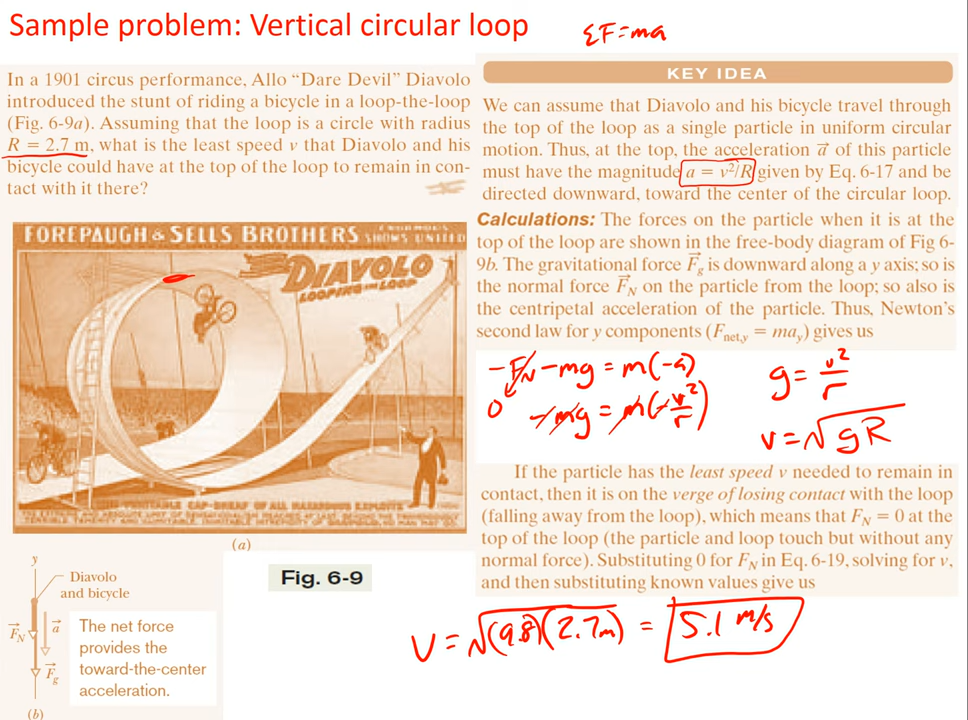 Sample problem: Vertical circular loop
ΣF=ma
In a 1901 circus performance, Allo “Dare Devil” Diavolo
introduced the stunt of riding a bicycle in a loop-the-loop
(Fig. 6-9a). Assuming that the loop is a circle with radius
R = 2.7 m, what is the least speed v that Diavolo and his
bicycle could have at the top of the loop to remain in con-
tact with it there?
FOREPAUGH & SELLS BROTHERS SHOWS UNITED
DIAVOLO
LOOPING THE LOOP
(a)
Fig. 6-9
y
Diavolo
and bicycle
F⃗N
a⃗
F⃗g
The net force
provides the
toward-the-center
acceleration.
(b)
KEY IDEA
We can assume that Diavolo and his bicycle travel through
the top of the loop as a single particle in uniform circular
motion. Thus, at the top, the acceleration a⃗ of this particle
must have the magnitude a = v²/R given by Eq. 6-17 and be
directed downward, toward the center of the circular loop.
Calculations: The forces on the particle when it is at the
top of the loop are shown in the free-body diagram of Fig 6-
9b. The gravitational force F⃗g is downward along a y axis; so is
the normal force F⃗N on the particle from the loop; so also is
the centripetal acceleration of the particle. Thus, Newton’s
second law for y components (Fnet,y = may) gives us
-FN-mg = m(-a)
0
-mg = m(-v²/r)
g = v²/r
v = √gR
If the particle has the least speed v needed to remain in
contact, then it is on the verge of losing contact with the loop
(falling away from the loop), which means that FN = 0 at the
top of the loop (the particle and loop touch but without any
normal force). Substituting 0 for FN in Eq. 6-19, solving for v,
and then substituting known values give us
V = √(9.8)(2.7m) = 5.1 m/s